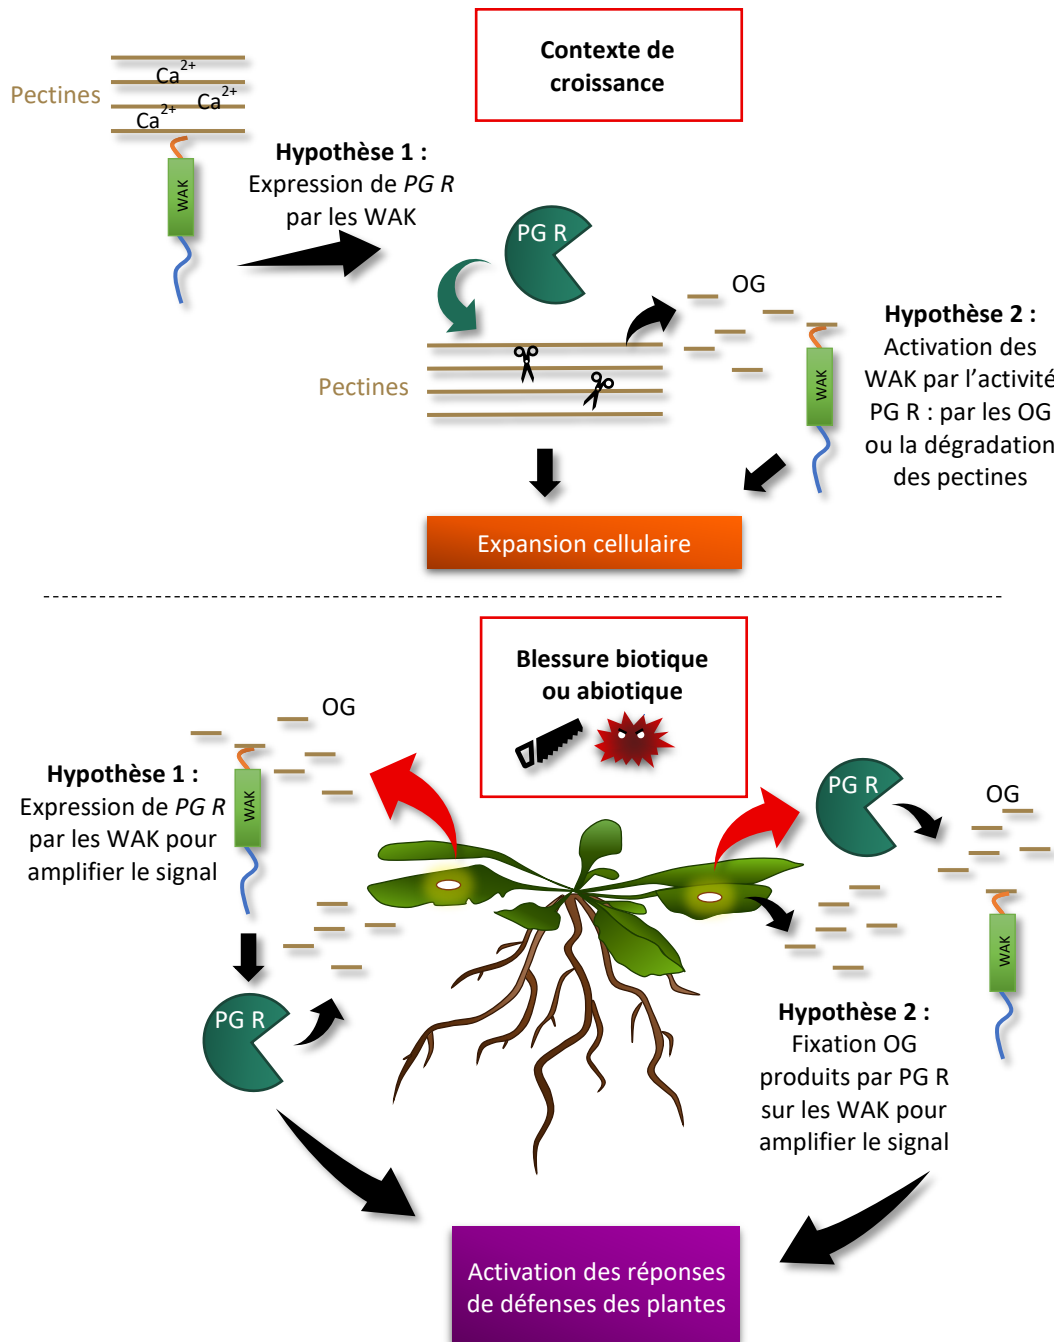 Contexte de
croissance
Pectines
Ca2+
Ca2+
Ca2+
WAK
Hypothèse 1 :
Expression de PG R
par les WAK
PG R
OG
Pectines
WAK
Hypothèse 2 :
Activation des
WAK par l’activité
PG R : par les OG
ou la dégradation
des pectines
Expansion cellulaire
Blessure biotique
ou abiotique
OG
Hypothèse 1 :
Expression de PG R
par les WAK pour
amplifier le signal
WAK
PG R
PG R
OG
WAK
Hypothèse 2 :
Fixation OG
produits par PG R
sur les WAK pour
amplifier le signal
Activation des réponses
de défenses des plantes